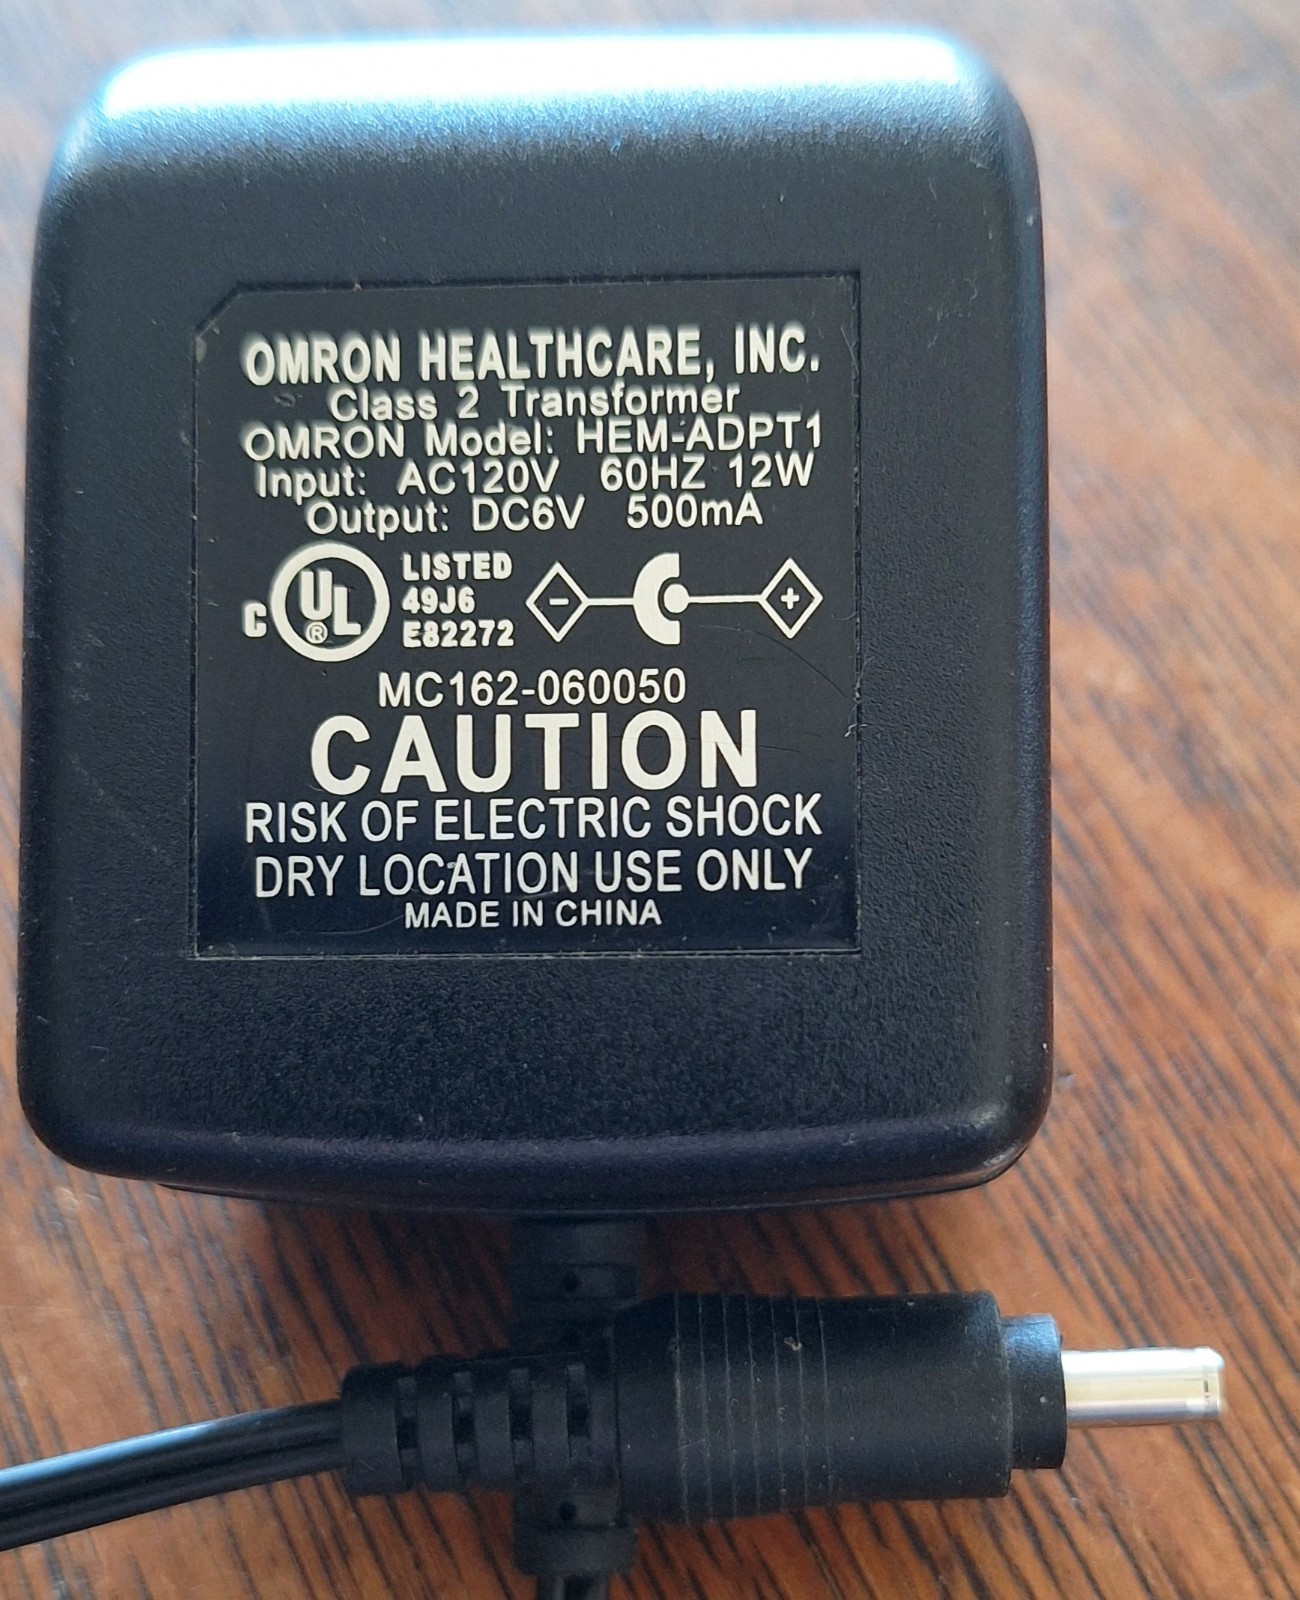 OMRON HEALTHCARE, INC.
Class 2 Transformer
OMRON Model: HEM-ADPT1
Input: AC120V 60HZ 12W
Output: DC6V 500mA
C UL ® LISTED
49J6
E82272
- +
MC162-060050
CAUTION
RISK OF ELECTRIC SHOCK
DRY LOCATION USE ONLY
MADE IN CHINA